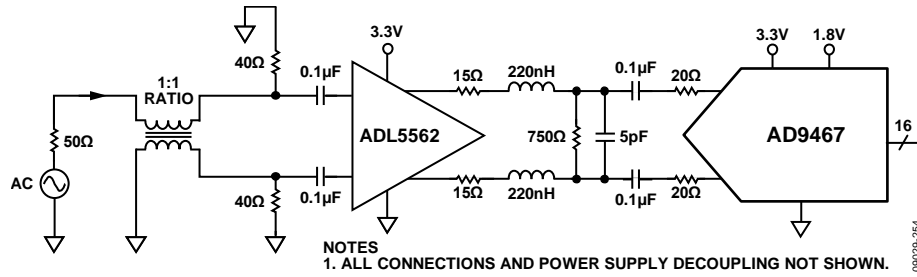 3.3V
3.3V 1.8V
40Ω
0.1µF
15Ω
220nH
0.1µF
20Ω
1:1
RATIO
50Ω
ADL5562
750Ω
5pF
AD9467
16
AC
40Ω
0.1µF
15Ω
220nH
0.1µF
20Ω
NOTES
1. ALL CONNECTIONS AND POWER SUPPLY DECOUPLING NOT SHOWN.
09029-254